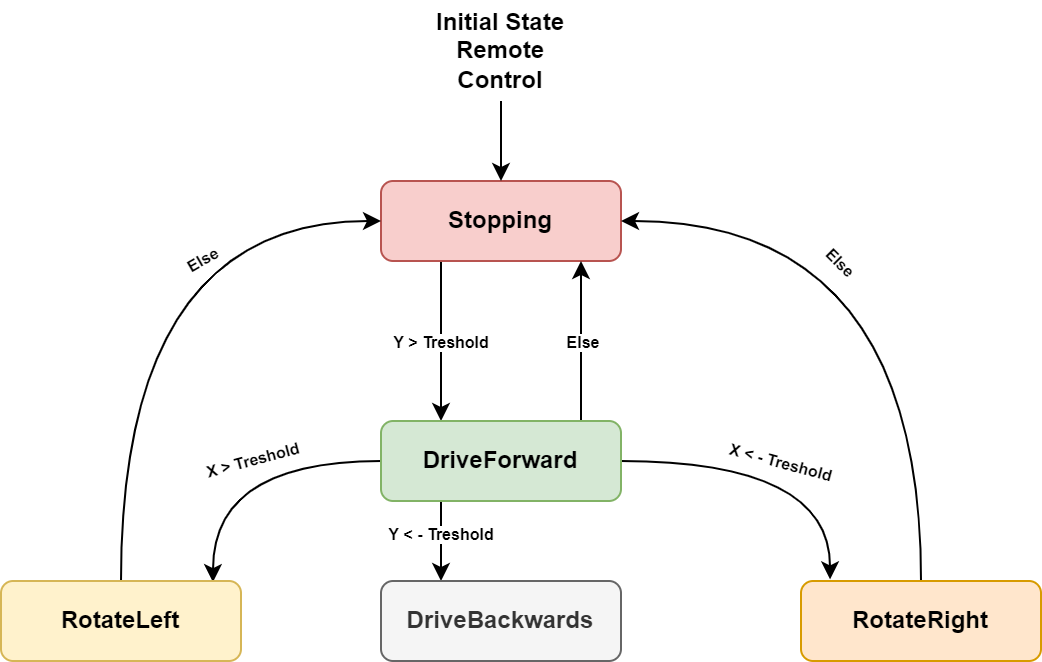 Initial State
Remote
Control
Stopping
Else
Else
Y > Treshold
Else
DriveForward
X > Treshold
X < - Treshold
Y < - Treshold
RotateLeft
DriveBackwards
RotateRight